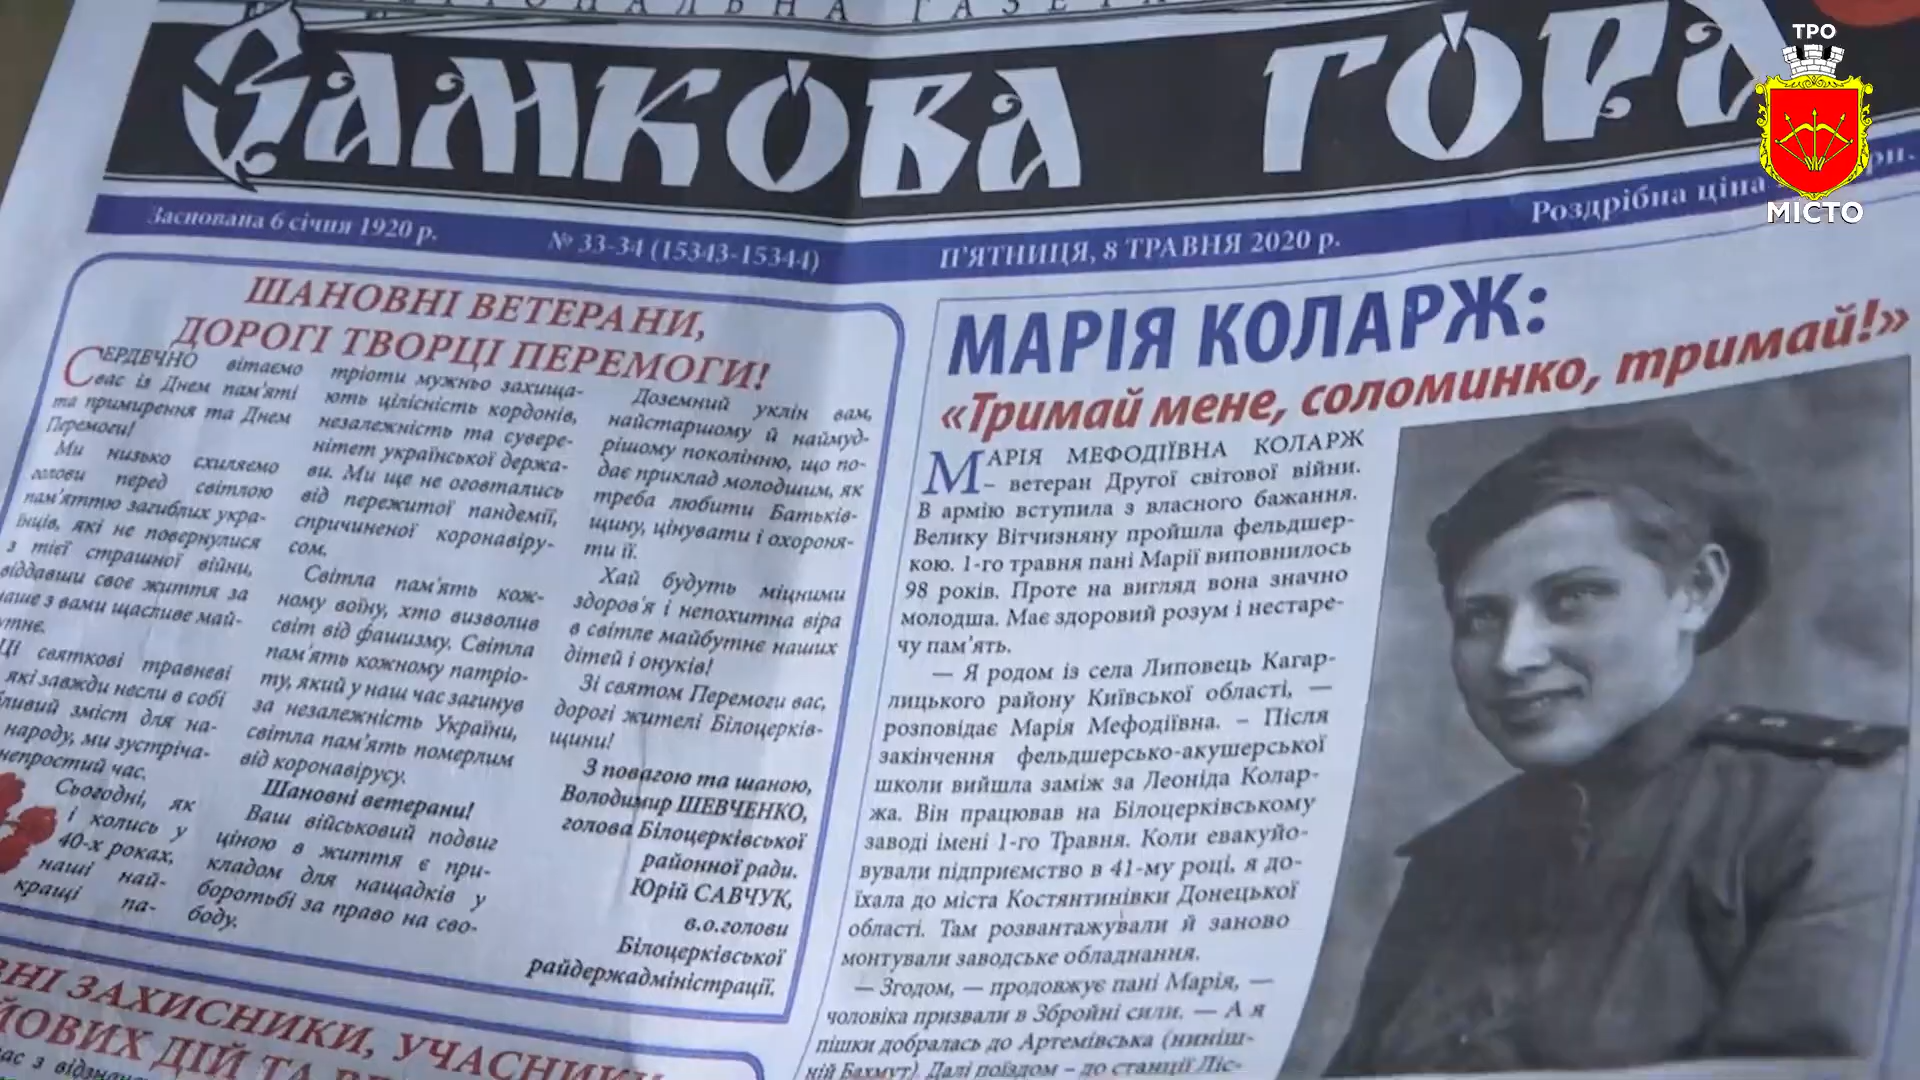 ЗАМКОВА ГОРА
ТРО
МІСТО
Заснована 6 січня 1920 р.
№ 33-34 (15343-15344)
П'ЯТНИЦЯ, 8 ТРАВНЯ 2020 р.
Роздрібна ціна
ШАНОВНІ ВЕТЕРАНИ,
ДОРОГІ ТВОРЦІ ПЕРЕМОГИ!
СЕРДЕЧНО вітаємо
вас із Днем пам'яті
та примирення та Днем
Перемоги!
Ми низько схиляємо
голови перед світлою
пам'яттю загиблих укра-
їнців, які не повернулися
з тієї страшної війни,
віддавши своє життя за
наше з вами щасливе май-
утнє.
Ці святкові травневі
які завжди несли в собі
ливий зміст для на-
народу, ми зустріча-
непростий час.
Сьогодні, як
і колись у
40-х роках,
наші най-
кращі па-
тріоти мужньо захища-
ють цілісність кордонів,
незалежність та сувере-
нітет української держа-
ви. Ми ще не оговтались
від пережитої пандемії,
спричиненої коронавіру-
сом.
Світла пам'ять кож-
ному воїну, хто визволив
світ від фашизму. Світла
пам'ять кожному патріо-
ту, який у наш час загинув
за незалежність України,
світла пам'ять померлим
від коронавірусу.
Шановні ветерани!
Ваш військовий подвиг
ціною в життя є при-
кладом для нащадків у
боротьбі за право на сво-
боду.
Доземний уклін вам,
найстаршому й наймуд-
рішому поколінню, що по-
дає приклад молодшим, як
треба любити Батьків-
щину, цінувати і охороня-
ти її.
Хай будуть міцними
здоров'я і непохитна віра
в світле майбутнє наших
дітей і онуків!
Зі святом Перемоги вас,
дорогі жителі Білоцерків-
щини!
З повагою та шаною,
Володимир ШЕВЧЕНКО,
голова Білоцерківської
районної ради.
Юрій САВЧУК,
в.о.голови
Білоцерківської
райдержадміністрації.
ЗАХИСНИКИ, УЧАСНИКИ
ДІЙ ТА
МАРІЯ КОЛАРЖ:
«Тримай мене, соломинко, тримай!»
МАРІЯ МЕФОДІЇВНА КОЛАРЖ
– ветеран Другої світової війни.
В армію вступила з власного бажання.
Велику Вітчизняну пройшла фельдшер-
кою. 1-го травня пані Марії виповнилось
98 років. Проте на вигляд вона значно
молодша. Має здоровий розум і нестаре-
чу пам'ять.
— Я родом із села Липовець Кагар-
лицького району Київської області, —
розповідає Марія Мефодіївна. – Після
закінчення фельдшерсько-акушерської
школи вийшла заміж за Леоніда Колар-
жа. Він працював на Білоцерківському
заводі імені 1-го Травня. Коли евакуйо-
вували підприємство в 41-му році, я до-
їхала до міста Костянтинівки Донецької
області. Там розвантажували й заново
монтували заводське обладнання.
— Згодом, — продовжує пані Марія, —
чоловіка призвали в Збройні сили. — А я
пішки добралась до Артемівська (ниніш-
ній Бахмут). Далі поїздом – до станції Ліс-